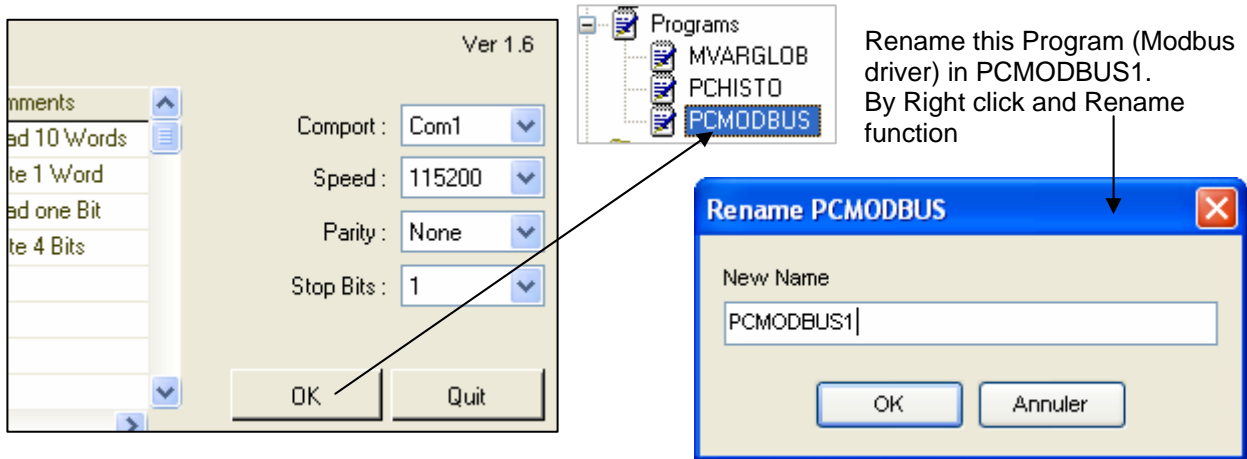 Ver 1.6
mments
ad 10 Words
te 1 Word
ad one Bit
te 4 Bits
Comport :
Com1
Speed :
115200
Parity :
None
Stop Bits :
1
OK
Quit
Programs
MVARGLOB
PCHISTO
PCMODBUS
Rename this Program (Modbus
driver) in PCMODBUS1.
By Right click and Rename
function
Rename PCMODBUS
New Name
PCMODBUS1
OK
Annuler